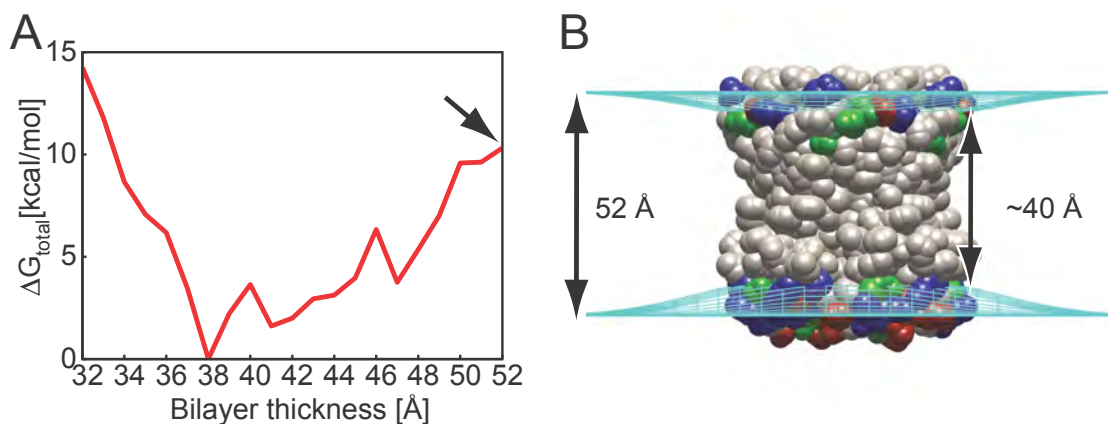 A
B
15
10
5
0
ΔG_total[kcal/mol]
32 34 36 38 40 42 44 46 48 50 52
Bilayer thickness [Å]
52 Å
~40 Å